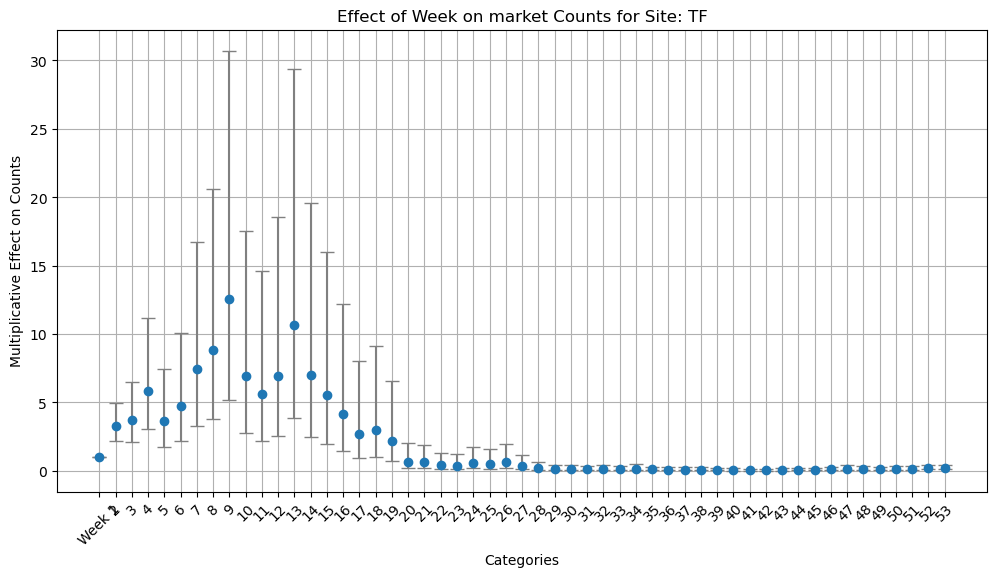 Effect of Week on market Counts for Site: TF
Multiplicative Effect on Counts
30
25
20
15
10
5
0
Week 1 2 3 4 5 6 7 8 9 10 11 12 13 14 15 16 17 18 19 20 21 22 23 24 25 26 27 28 29 30 31 32 33 34 35 36 37 38 39 40 41 42 43 44 45 46 47 48 49 50 51 52 53
Categories